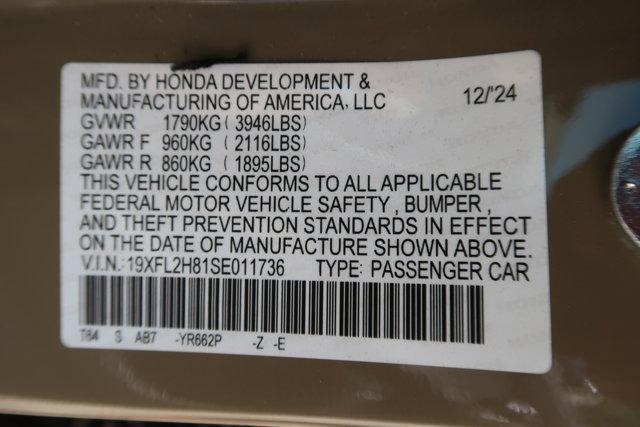 MFD. BY HONDA DEVELOPMENT &
MANUFACTURING OF AMERICA, LLC 12/'24
GVWR 1790KG ( 3946LBS)
GAWR F 960KG ( 2116LBS)
GAWR R 860KG ( 1895LBS)
THIS VEHICLE CONFORMS TO ALL APPLICABLE
FEDERAL MOTOR VEHICLE SAFETY , BUMPER ,
AND THEFT PREVENTION STANDARDS IN EFFECT
ON THE DATE OF MANUFACTURE SHOWN ABOVE.
V.I.N.:19XFL2H81SE011736 TYPE: PASSENGER CAR
T84 S AB7 -YR662P -Z -E